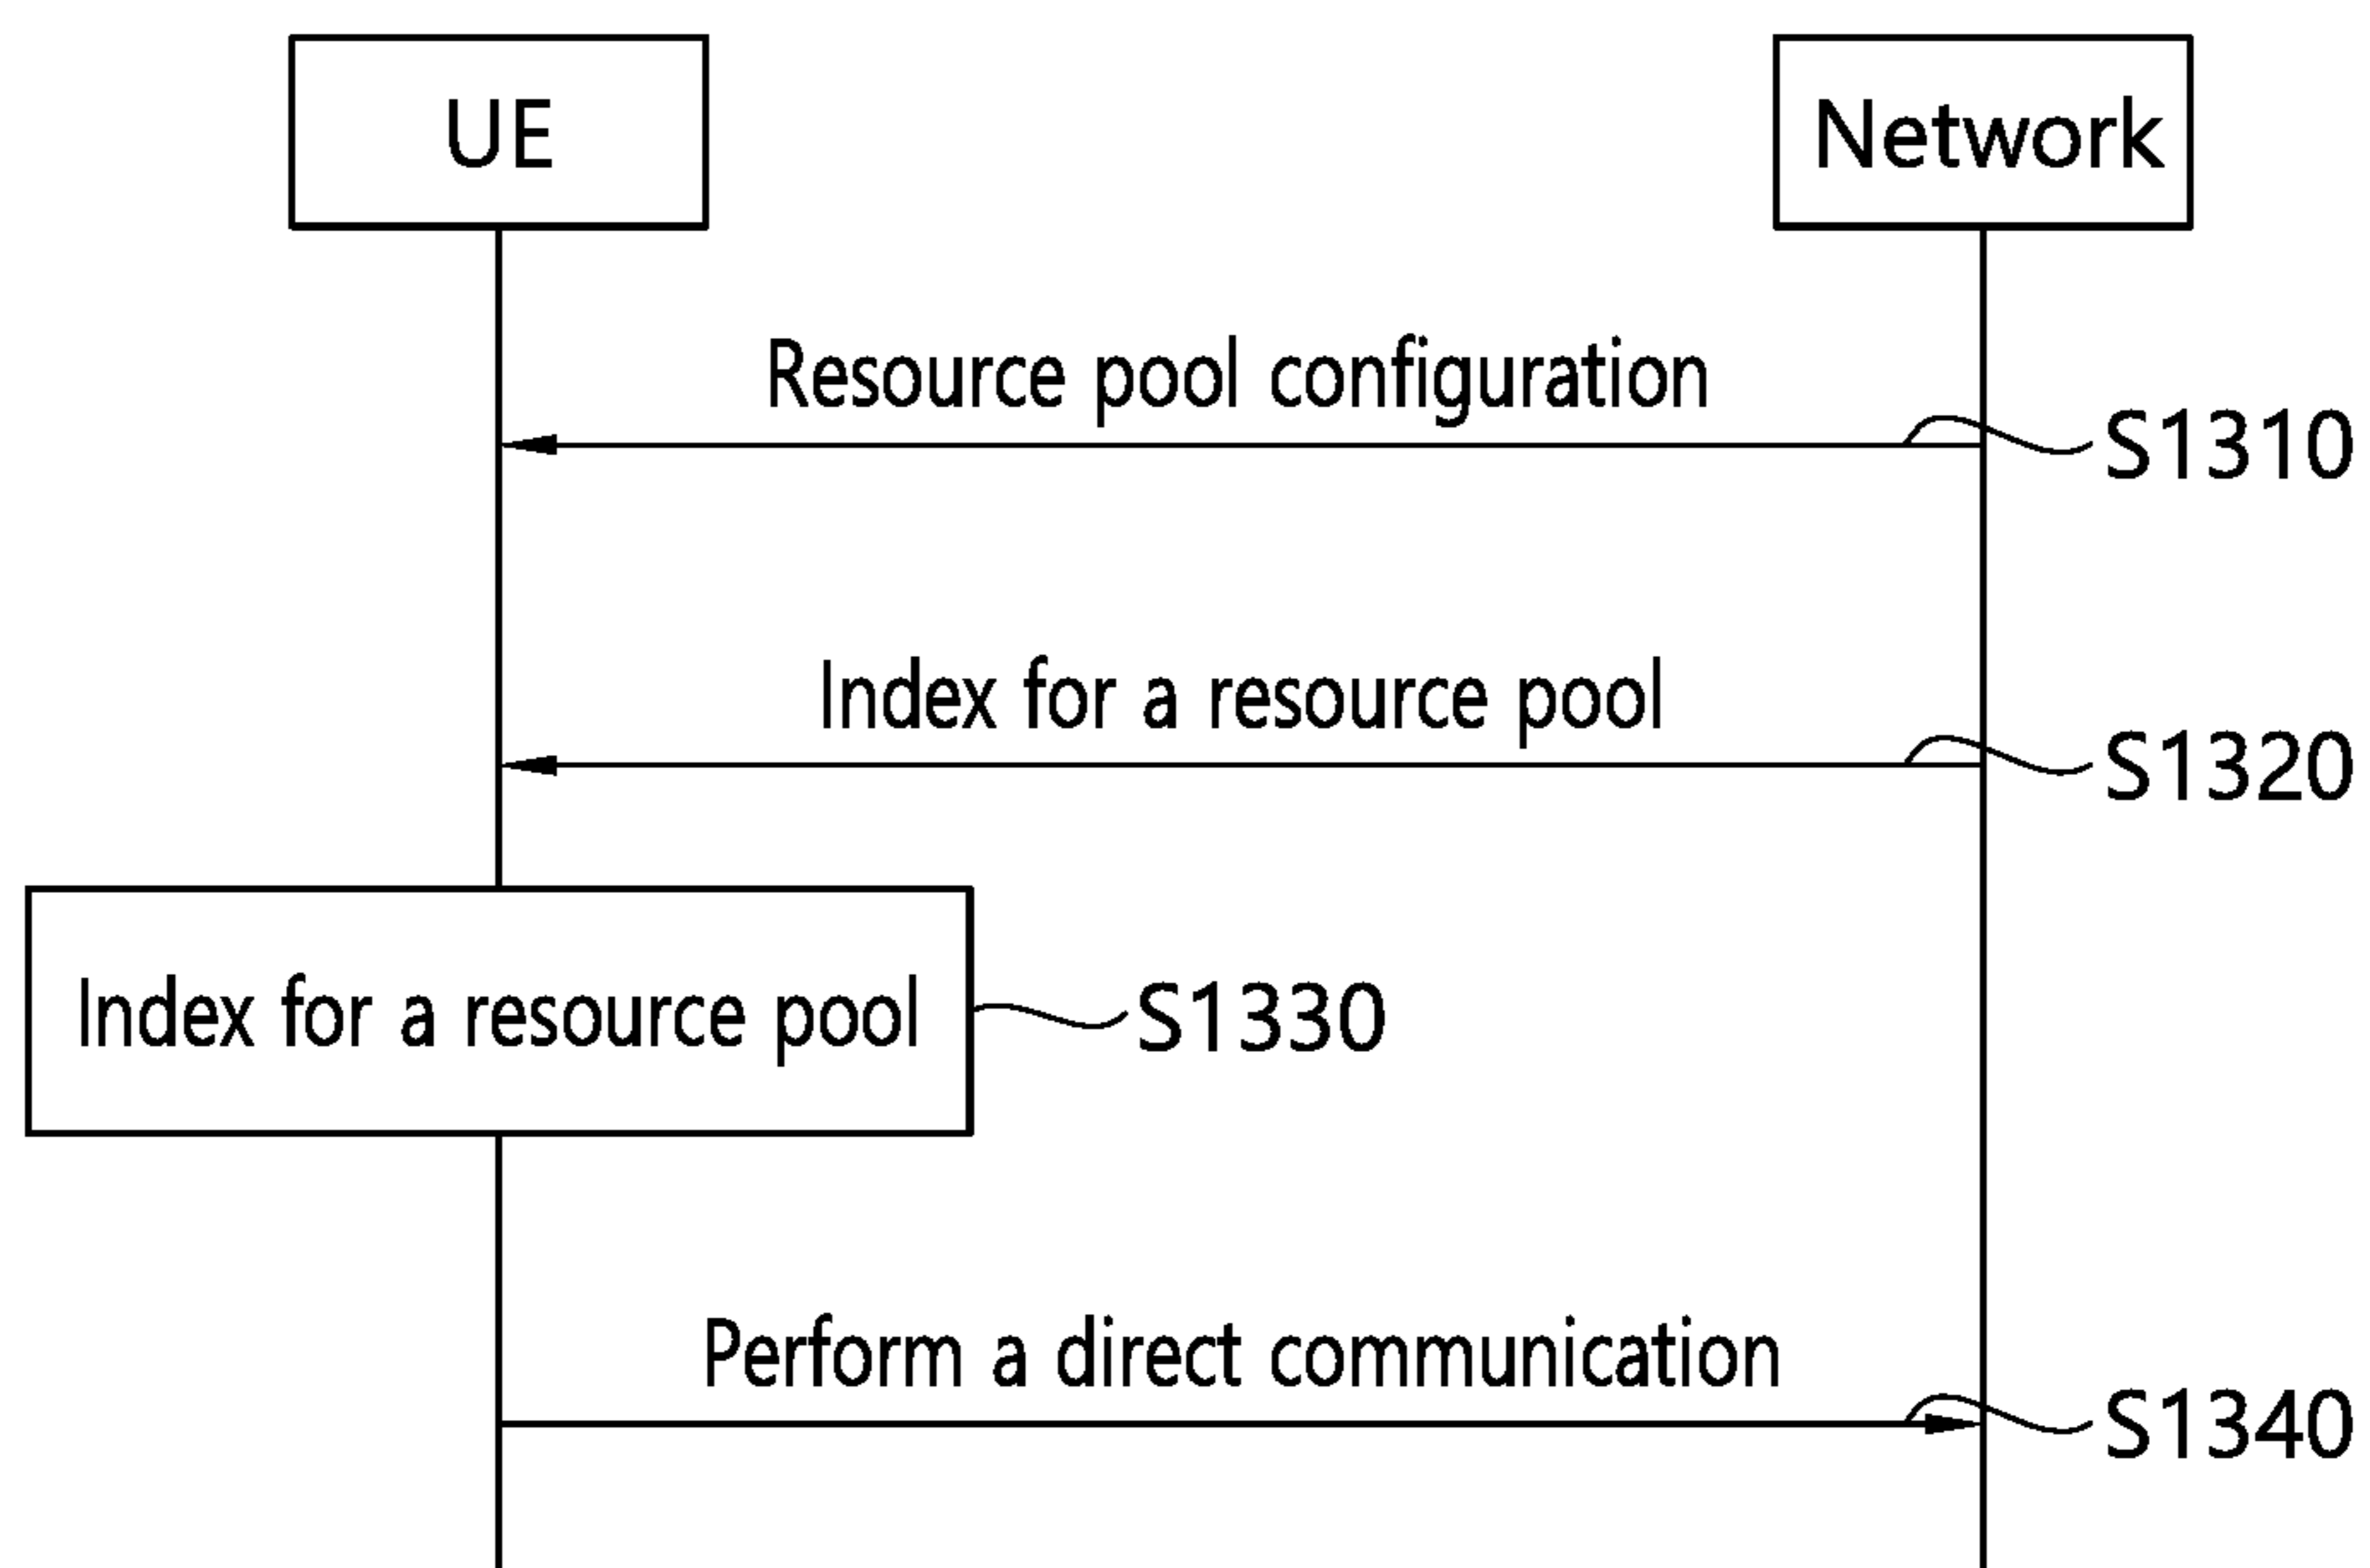 UE
Network
Resource pool configuration
S1310
Index for a resource pool
S1320
Index for a resource pool
S1330
Perform a direct communication
S1340